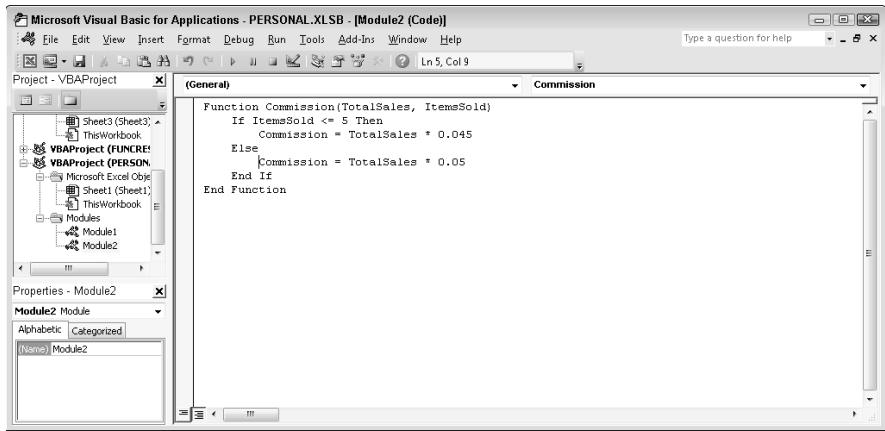 Microsoft Visual Basic for Applications - PERSONAL.XLSB - [Module2 (Code)]
File Edit View Insert Format Debug Run Tools Add-Ins Window Help Type a question for help
Ln 5, Col 9
Project - VBAProject
(General) Commission
Sheet3 (Sheet3)
ThisWorkbook
VBAProject (FUNCRES
VBAProject (PERSON
Microsoft Excel Obje
Sheet1 (Sheet1)
ThisWorkbook
Modules
Module1
Module2
Function Commission(TotalSales, ItemsSold)
If ItemsSold <= 5 Then
Commission = TotalSales * 0.045
Else
Commission = TotalSales * 0.05
End If
End Function
Properties - Module2
Module2 Module
Alphabetic Categorized
(Name) Module2